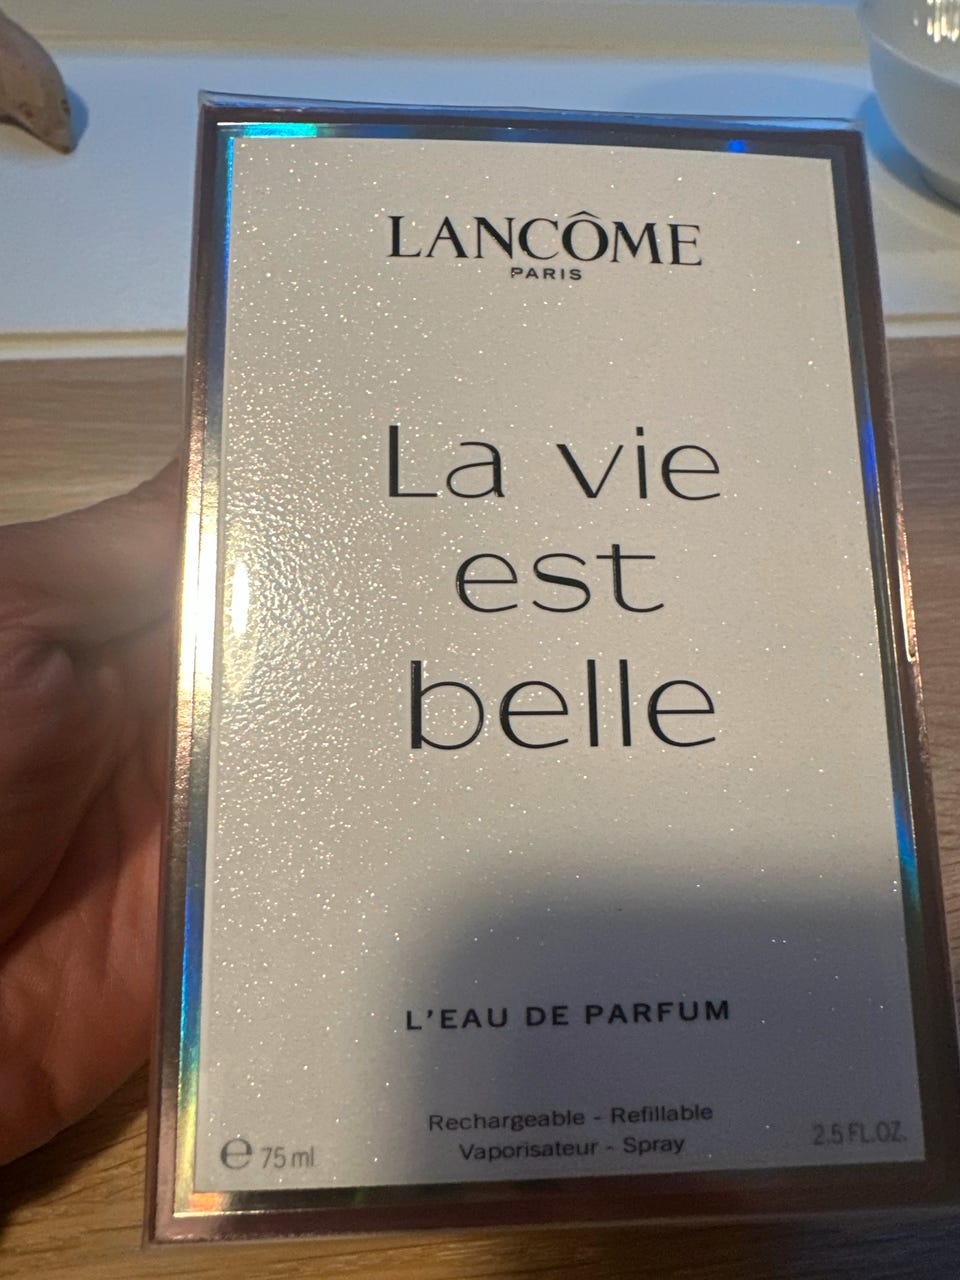 LANCÔME
PARIS
La vie
est
belle
L'EAU DE PARFUM
Rechargeable - Refillable
Vaporisateur - Spray
℮ 75 ml
2.5 FL.OZ.